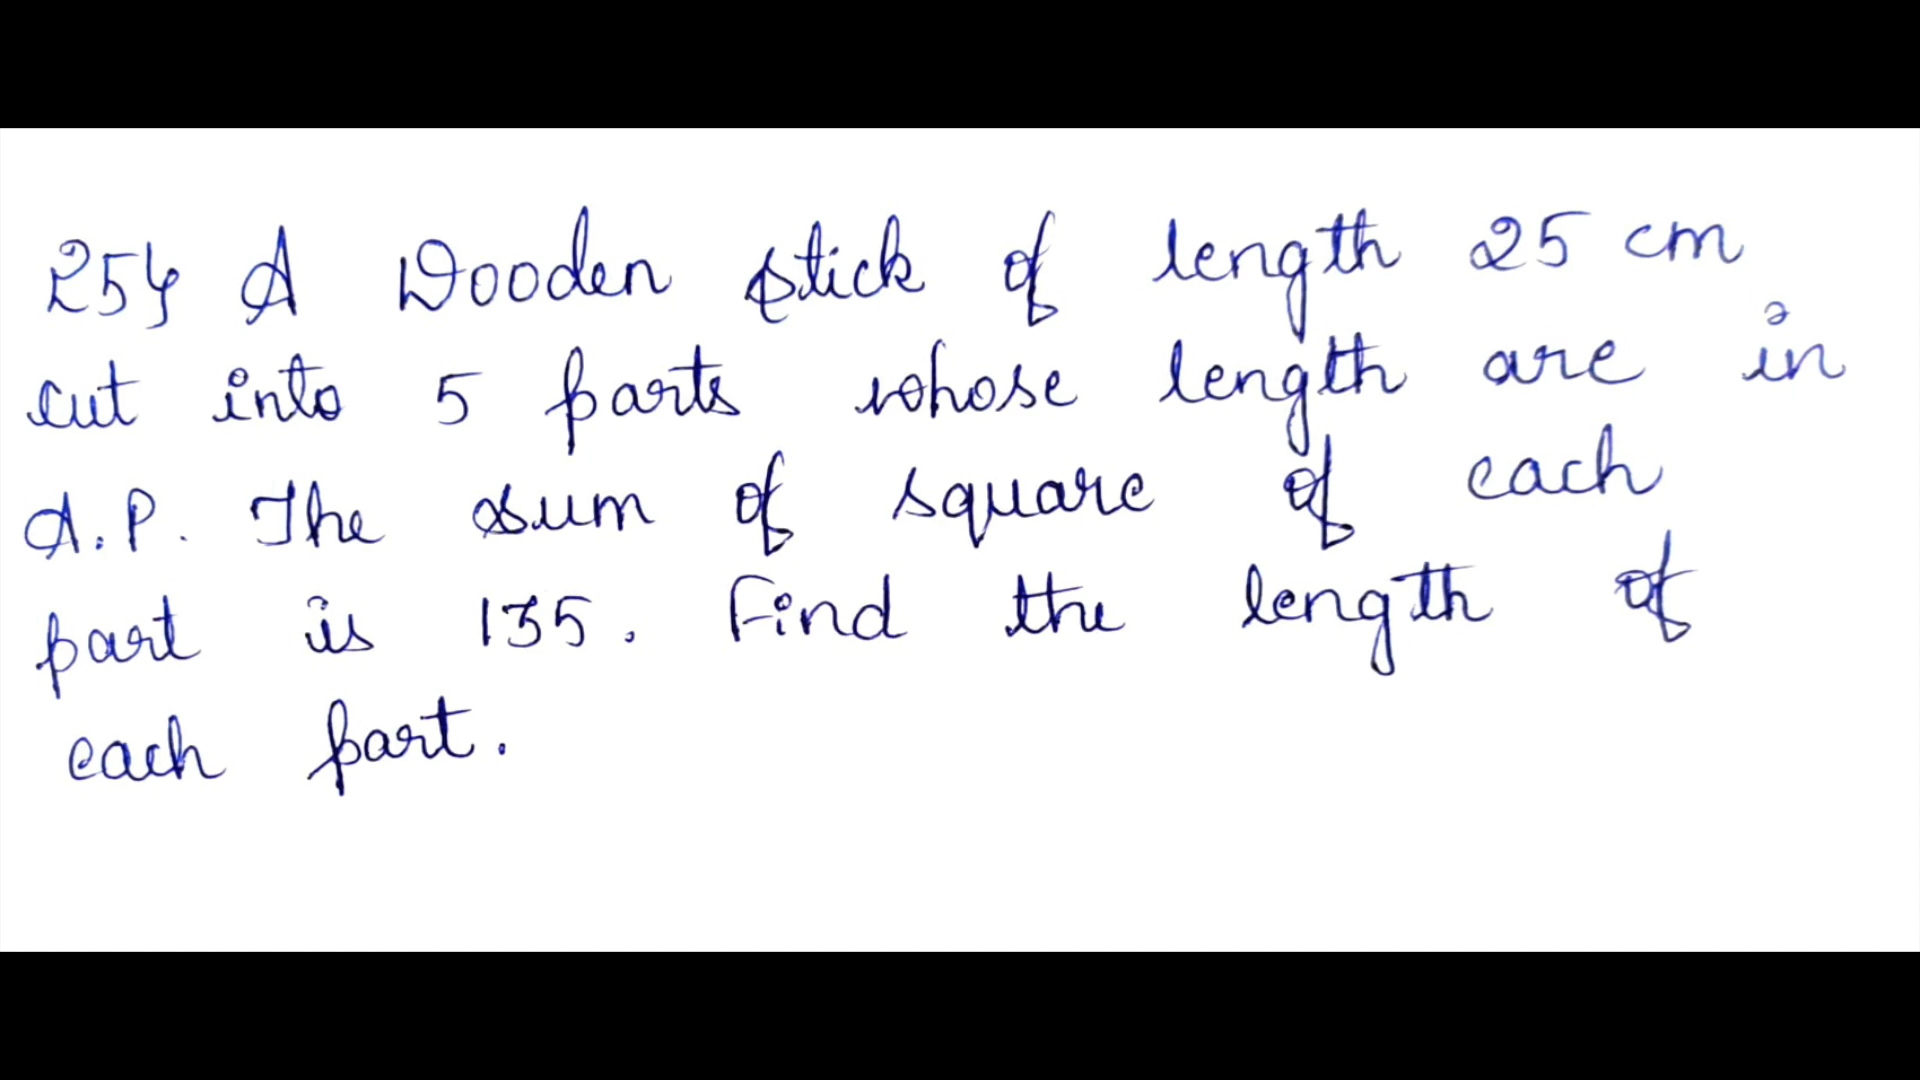 254 A Wooden stick of length 25 cm
cut into 5 parts whose length are in
A.P. The sum of square of each
part is 135. Find the length of
each part.